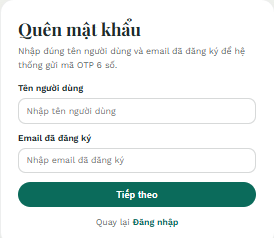 Quên mật khẩu
Nhập đúng tên người dùng và email đã đăng ký để hệ
thống gửi mã OTP 6 số.
Tên người dùng
Nhập tên người dùng
Email đã đăng ký
Nhập email đã đăng ký
Tiếp theo
Quay lại Đăng nhập